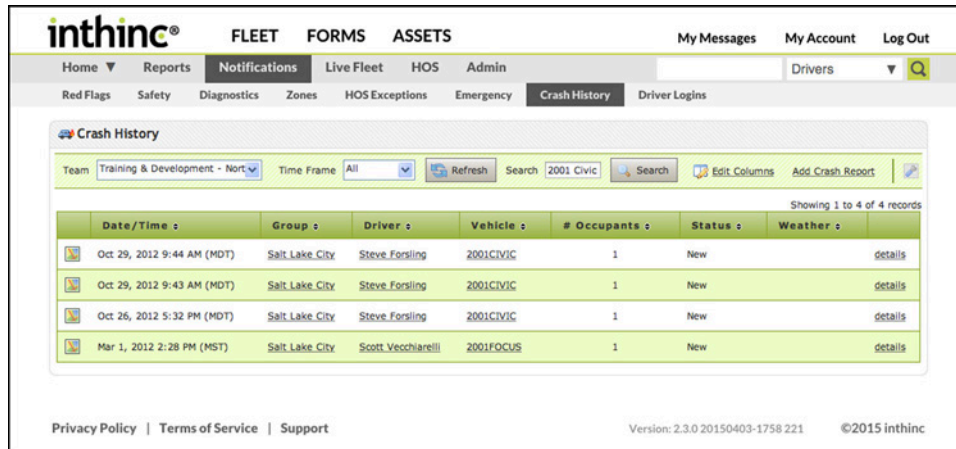 inthinc® FLEET FORMS ASSETS My Messages My Account Log Out
Home ▼ Reports Notifications Live Fleet HOS Admin Drivers ▼
Red Flags Safety Diagnostics Zones HOS Exceptions Emergency Crash History Driver Logins
Crash History
Team Training & Development - Nort Time Frame All Refresh Search 2001 Civic Search Edit Columns Add Crash Report
Showing 1 to 4 of 4 records
Date/Time Group Driver Vehicle # Occupants Status Weather
Oct 29, 2012 9:44 AM (MDT) Salt Lake City Steve Forsling 2001CIVIC 1 New details
Oct 29, 2012 9:43 AM (MDT) Salt Lake City Steve Forsling 2001CIVIC 1 New details
Oct 26, 2012 5:32 PM (MDT) Salt Lake City Steve Forsling 2001CIVIC 1 New details
Mar 1, 2012 2:28 PM (MST) Salt Lake City Scott Vecchiarelli 2001FOCUS 1 New details
Privacy Policy | Terms of Service | Support Version: 2.3.0 20150403-1758 221 ©2015 inthinc